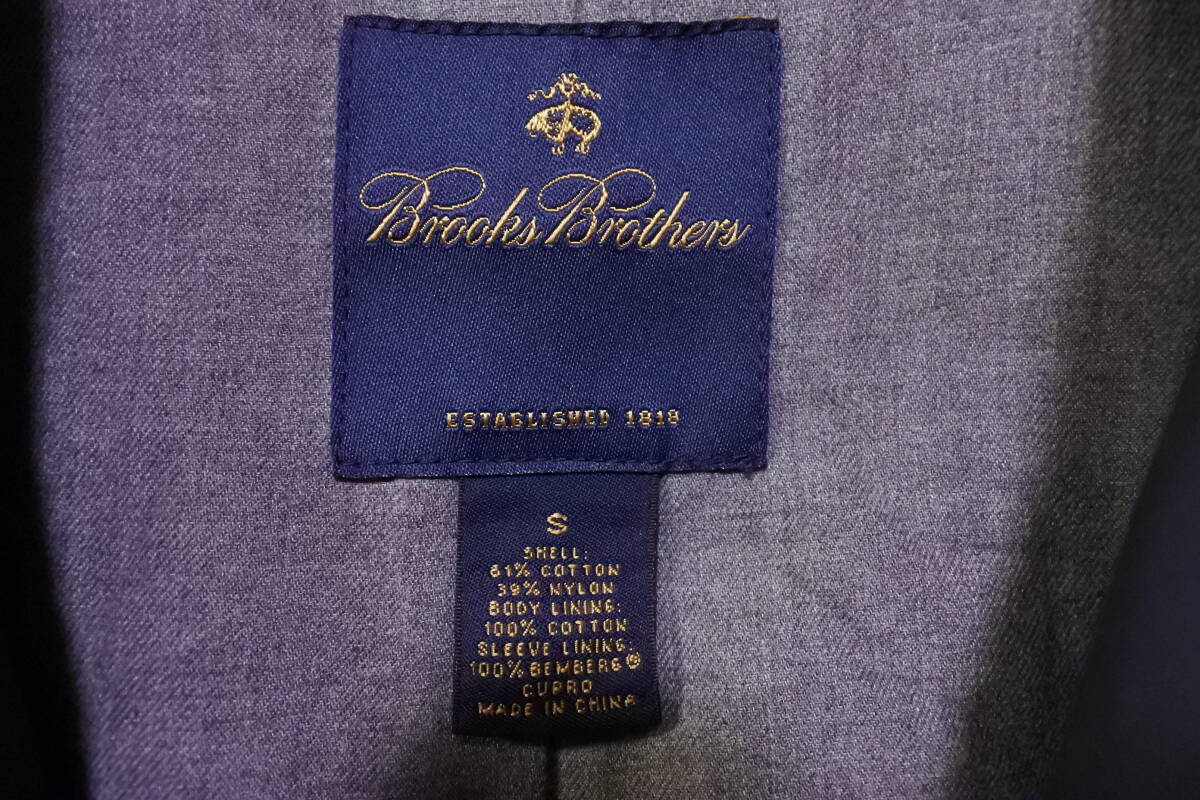 Brooks Brothers
ESTABLISHED 1818
S
SHELL:
61% COTTON
39% NYLON
BODY LINING:
100% COTTON
SLEEVE LINING:
100% BEMBERG®
CUPRO
MADE IN CHINA